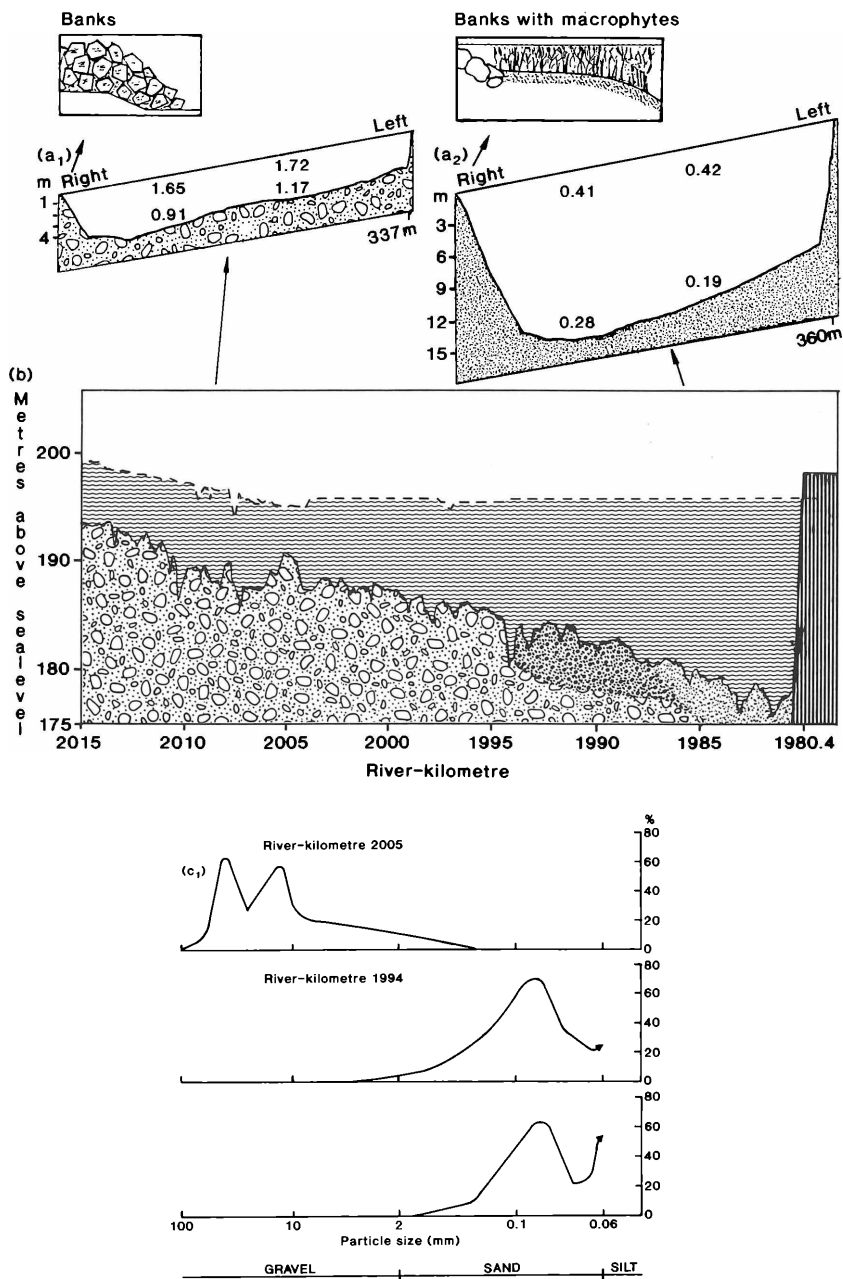 Banks
Banks with macrophytes
(a₁)
m Right
Left
1.72
1.65
1.17
0.91
1
4
337m
(a₂)
Right
Left
m
0.42
0.41
0.19
0.28
3
6
9
12
15
360m
(b)
Metres above sealevel
200
190
180
175
2015 2010 2005 2000 1995 1990 1985 1980.4
River-kilometre
%
River-kilometre 2005
(c₁)
80
60
40
20
0
River-kilometre 1994
80
60
40
20
0
80
60
40
20
0
100 10 2 0.1 0.06
Particle size (mm)
GRAVEL SAND SILT